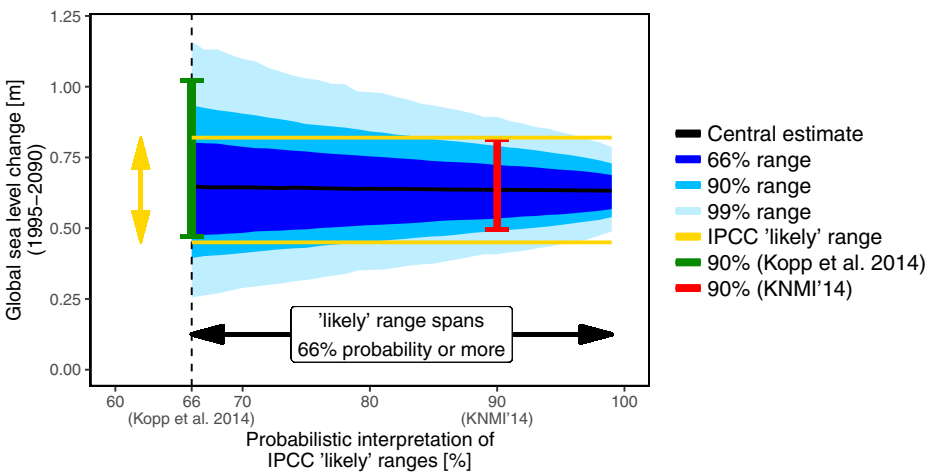 Global sea level change [m]
(1995−2090)
1.25
1.00
0.75
0.50
0.25
0.00
'likely' range spans
66% probability or more
60
66
70
80
90
100
(Kopp et al. 2014)
(KNMI'14)
Probabilistic interpretation of
IPCC 'likely' ranges [%]
Central estimate
66% range
90% range
99% range
IPCC 'likely' range
90% (Kopp et al. 2014)
90% (KNMI'14)